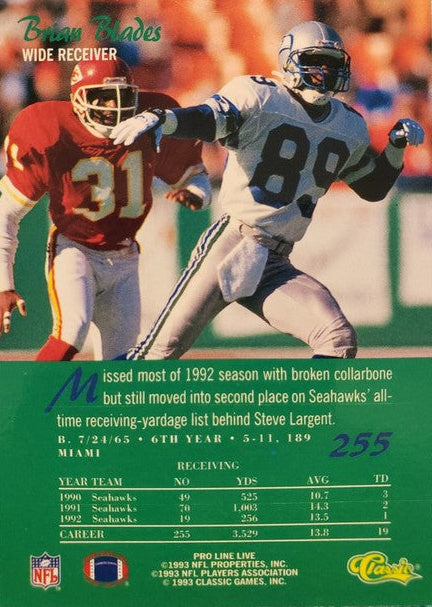 Brian Blades
WIDE RECEIVER
31
89
Missed most of 1992 season with broken collarbone
but still moved into second place on Seahawks' all-
time receiving-yardage list behind Steve Largent.
B. 7/24/65 • 6TH YEAR • 5-11, 189
MIAMI
255
RECEIVING
YEAR TEAM NO YDS AVG TD
1990 Seahawks 49 525 10.7 3
1991 Seahawks 70 1,003 14.3 2
1992 Seahawks 19 256 13.5 1
CAREER 255 3,529 13.8 19
PRO LINE LIVE
©1993 NFL PROPERTIES, INC.
©1993 NFL PLAYERS ASSOCIATION
©1993 CLASSIC GAMES, INC.
NFL
Classic